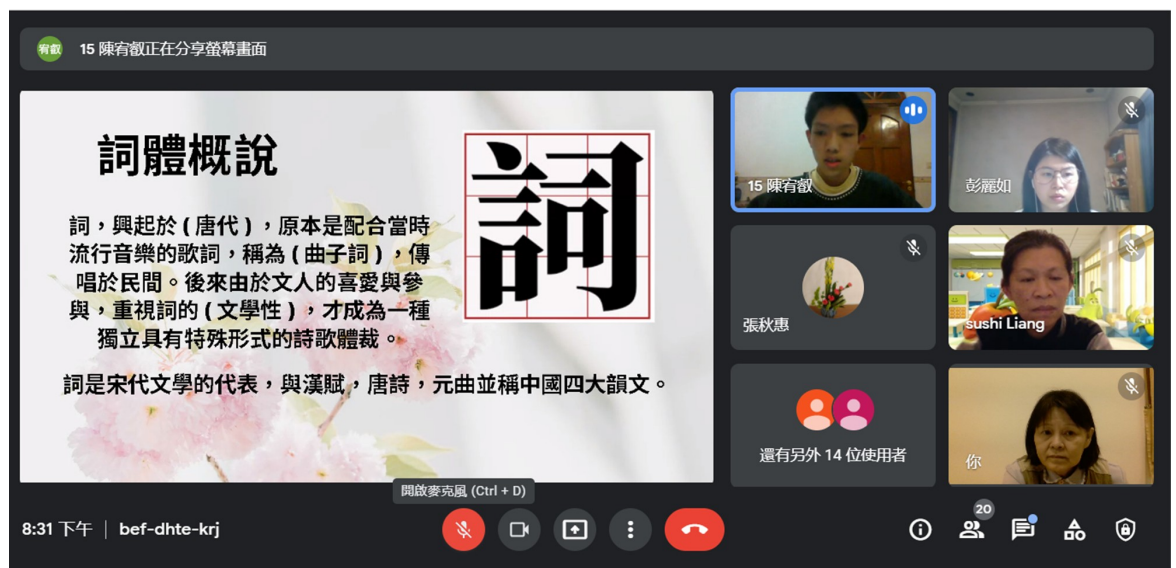 宥叡
15 陳宥叡正在分享螢幕畫面
詞體概說
詞
詞，興起於 ( 唐代 ) ，原本是配合當時
流行音樂的歌詞，稱為 ( 曲子詞 ) ，傳
唱於民間。後來由於文人的喜愛與參
與，重視詞的 ( 文學性 ) ，才成為一種
獨立具有特殊形式的詩歌體裁。
詞是宋代文學的代表，與漢賦，唐詩，元曲並稱中國四大韻文。
15 陳宥叡
彭麗如
張秋惠
sushi Liang
還有另外 14 位使用者
你
開啟麥克風 (Ctrl + D)
8:31 下午 | bef-dhte-krj
20